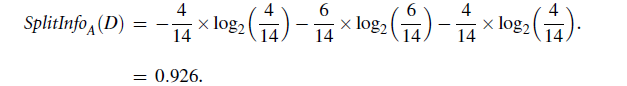 SplitInfo_A(D) = −4/14 × log₂(4/14) − 6/14 × log₂(6/14) − 4/14 × log₂(4/14).
= 0.926.